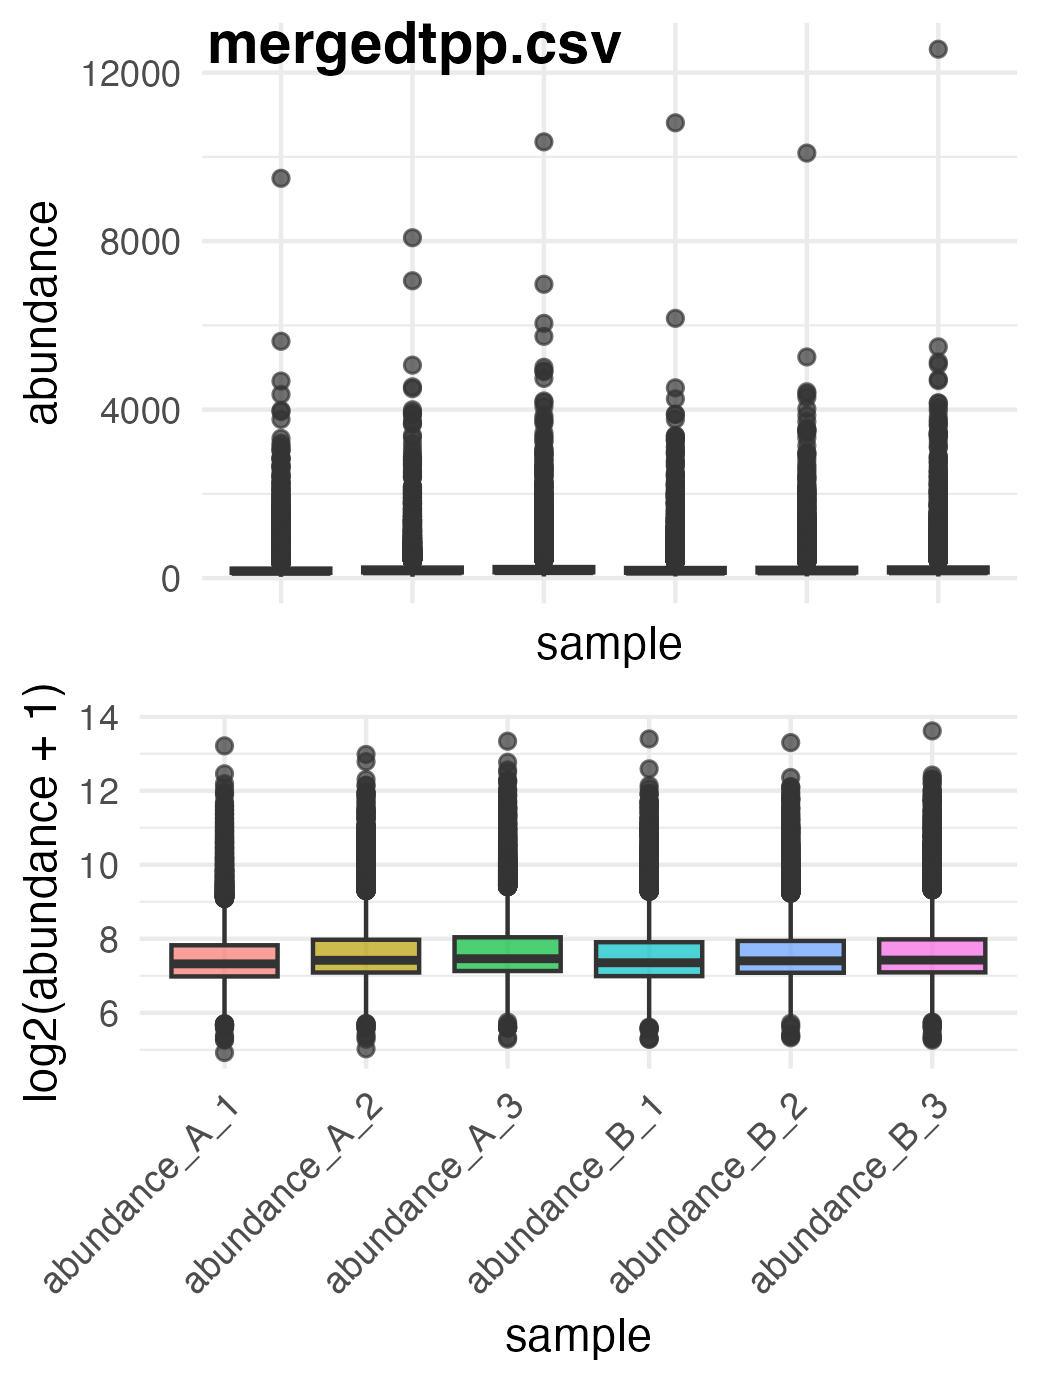 mergedtpp.csv
abundance
12000
8000
4000
0
sample
log2(abundance + 1)
14
12
10
8
6
abundance_A_1
abundance_A_2
abundance_A_3
abundance_B_1
abundance_B_2
abundance_B_3
sample